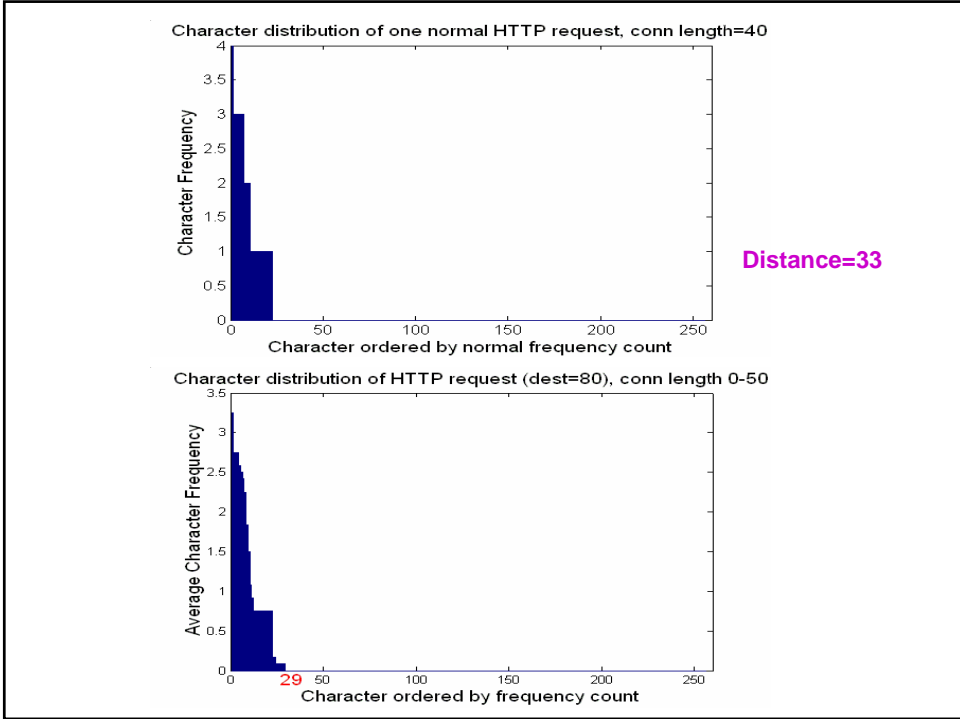 Character distribution of one normal HTTP request, conn length=40
4
3.5
3
2.5
2
1.5
1
0.5
0
Character Frequency
0 50 100 150 200 250
Character ordered by normal frequency count
Distance=33
Character distribution of HTTP request (dest=80), conn length 0-50
3.5
3
2.5
2
1.5
1
0.5
0
Average Character Frequency
0 29 50 100 150 200 250
Character ordered by frequency count